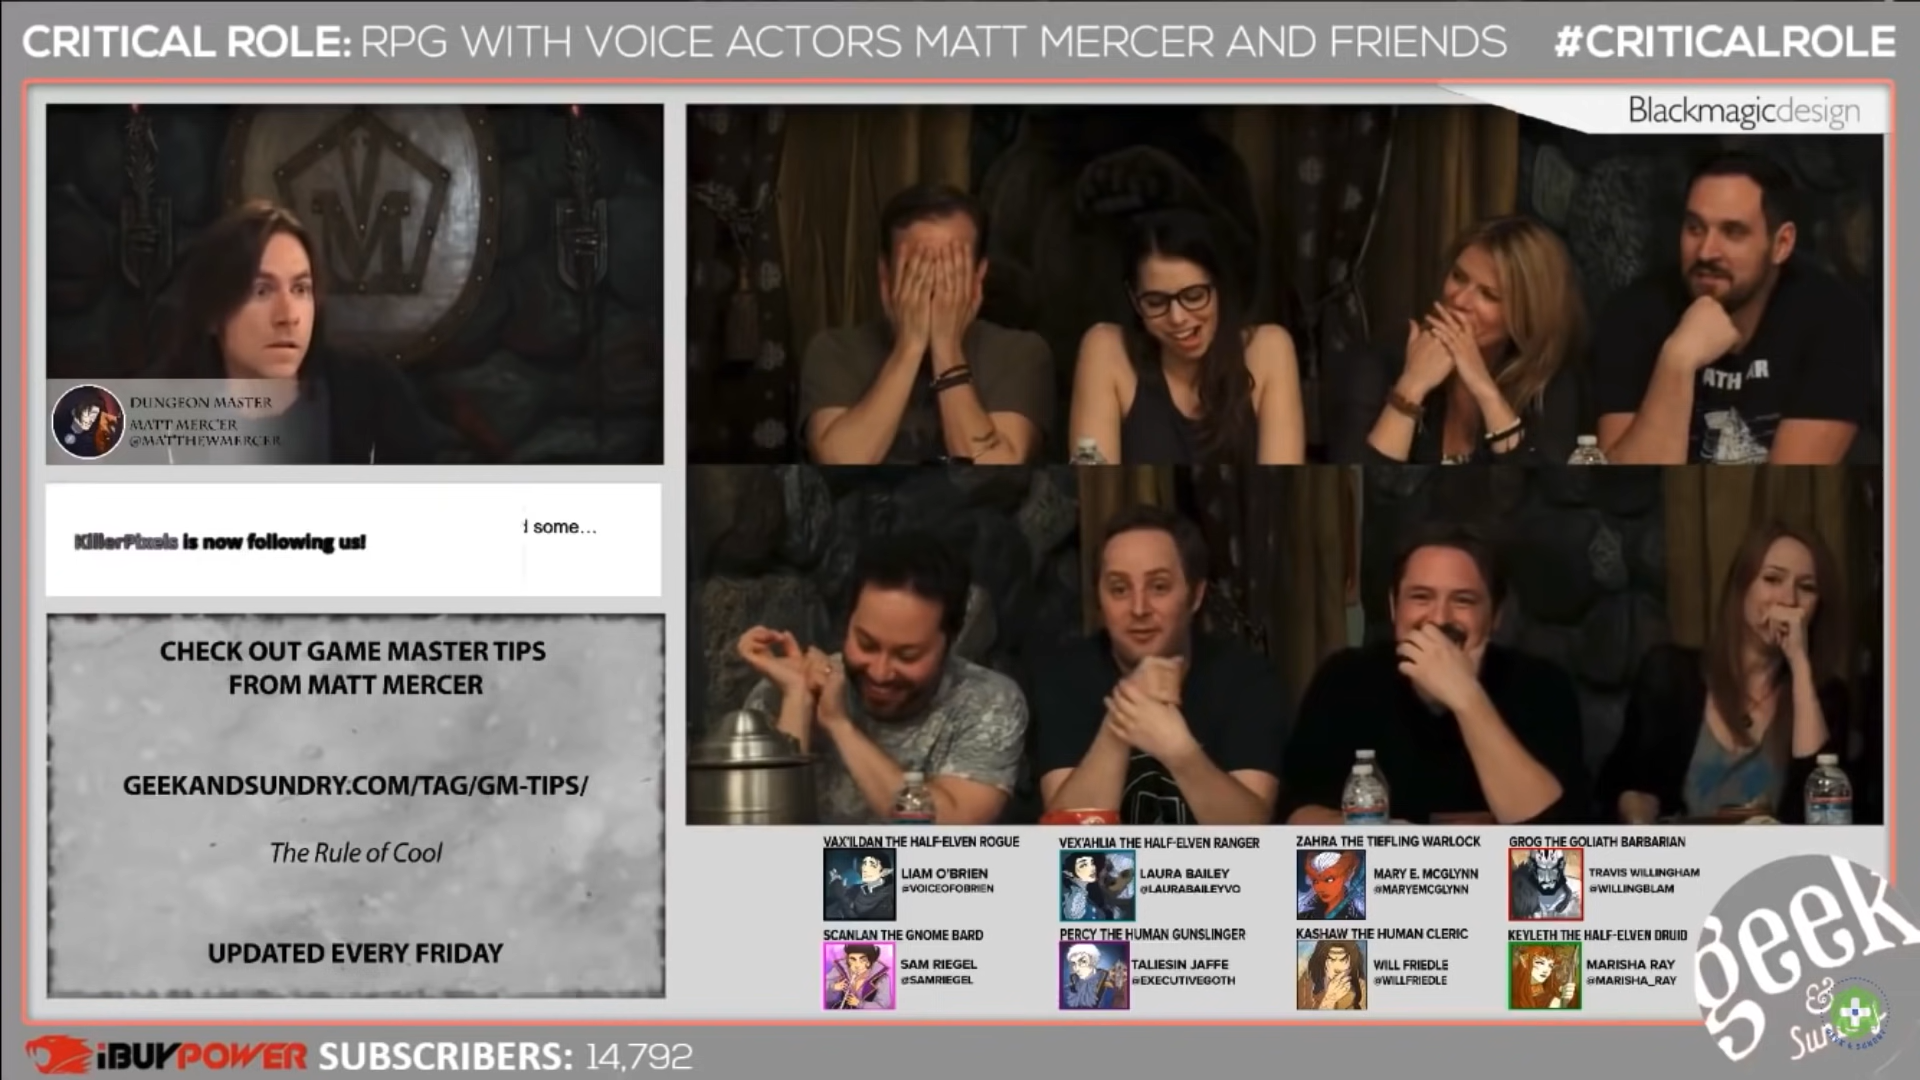 CRITICAL ROLE: RPG WITH VOICE ACTORS MATT MERCER AND FRIENDS #CRITICALROLE
Blackmagicdesign
VM
DUNGEON MASTER
MATT MERCER
@MATTHEWMERCER
d some...
KillerPixels is now following us!
CHECK OUT GAME MASTER TIPS
FROM MATT MERCER
GEEKANDSUNDRY.COM/TAG/GM-TIPS/
The Rule of Cool
UPDATED EVERY FRIDAY
VAX'ILDAN THE HALF-ELVEN ROGUE
LIAM O'BRIEN
@VOICEOFOBRIEN
VEX'AHLIA THE HALF-ELVEN RANGER
LAURA BAILEY
@LAURABAILEYVO
ZAHRA THE TIEFLING WARLOCK
MARY E. MCGLYNN
@MARYEMCGLYNN
GROG THE GOLIATH BARBARIAN
TRAVIS WILLINGHAM
@WILLINGBLAM
SCANLAN THE GNOME BARD
SAM RIEGEL
@SAMRIEGEL
PERCY THE HUMAN GUNSLINGER
TALIESIN JAFFE
@EXECUTIVEGOTH
KASHAW THE HUMAN CLERIC
WILL FRIEDLE
@WILLFRIEDLE
KEYLETH THE HALF-ELVEN DRUID
MARISHA RAY
@MARISHA_RAY
geek
&
iBUYPOWER SUBSCRIBERS: 14,792